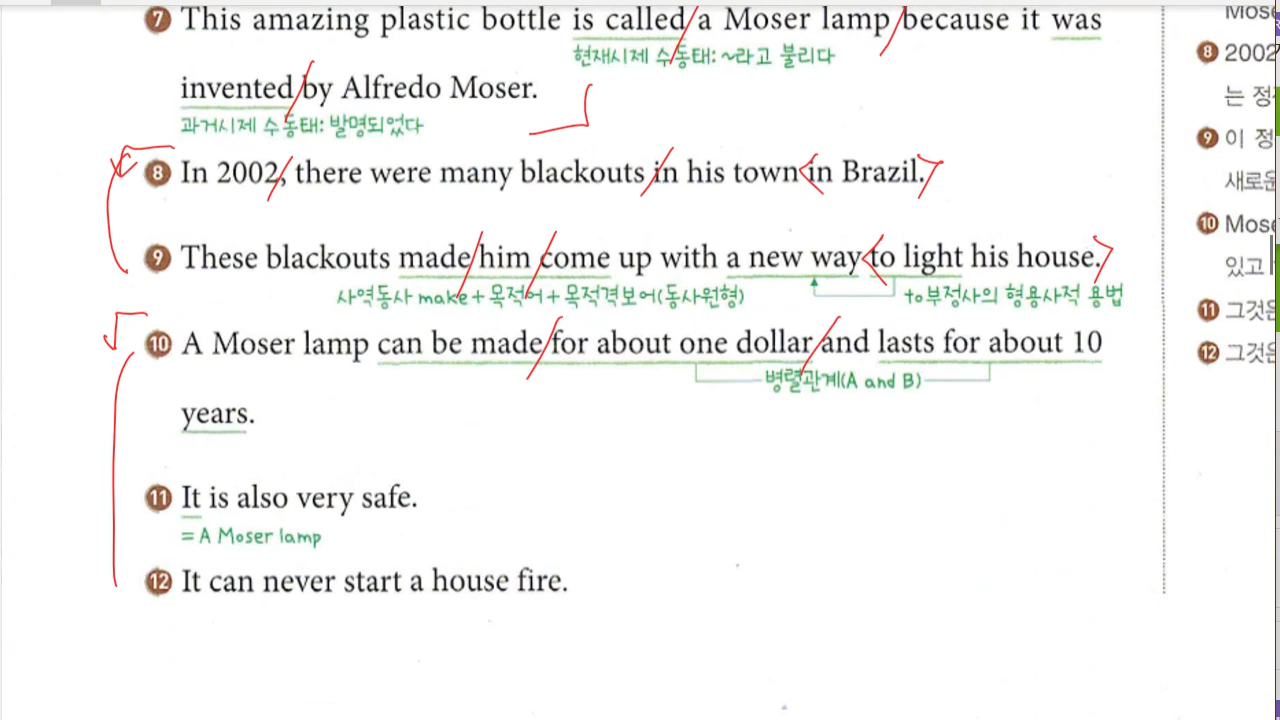 7 This amazing plastic bottle is called a Moser lamp because it was
현재시제 수동태: ~라고 불리다
invented by Alfredo Moser.
과거시제 수동태: 발명되었다
8 In 2002, there were many blackouts in his town in Brazil.
9 These blackouts made him come up with a new way to light his house.
사역동사 make + 목적어 + 목적격보어(동사원형) to부정사의 형용사적 용법
10 A Moser lamp can be made for about one dollar and lasts for about 10
병렬관계(A and B)
years.
11 It is also very safe.
= A Moser lamp
12 It can never start a house fire.
8 2002
는
9 이
10 Mose
있고
11 그것은
12 그것은